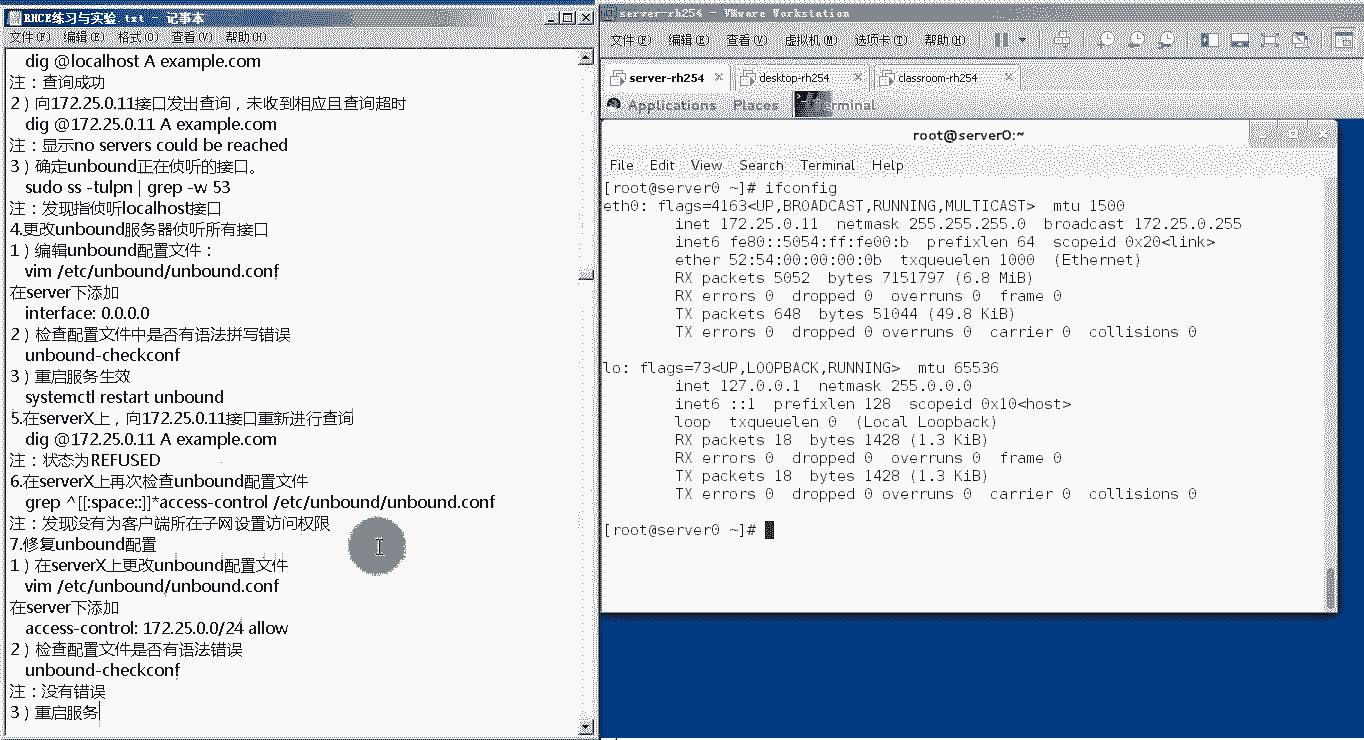 RHCE练习与实验.txt - 记事本
文件(F) 编辑(E) 格式(O) 查看(V) 帮助(H)
dig @localhost A example.com
注：查询成功
2）向172.25.0.11接口发出查询，未收到相应且查询超时
dig @172.25.0.11 A example.com
注：显示no servers could be reached
3）确定unbound正在侦听的接口。
sudo ss -tulpn | grep -w 53
注：发现指侦听localhost接口
4.更改unbound服务器侦听所有接口
1）编辑unbound配置文件：
vim /etc/unbound/unbound.conf
在server下添加
interface: 0.0.0.0
2）检查配置文件中是否有语法拼写错误
unbound-checkconf
3）重启服务生效
systemctl restart unbound
5.在serverX上，向172.25.0.11接口重新进行查询
dig @172.25.0.11 A example.com
注：状态为REFUSED
6.在serverX上再次检查unbound配置文件
grep ^[[:space::]]*access-control /etc/unbound/unbound.conf
注：发现没有为客户端所在子网设置访问权限
7.修复unbound配置
1）在serverX上更改unbound配置文件
vim /etc/unbound/unbound.conf
在server下添加
access-control: 172.25.0.0/24 allow
2）检查配置文件是否有语法错误
unbound-checkconf
注：没有错误
3）重启服务
server-rh254 - VMware Workstation
文件(F) 编辑(E) 查看(V) 虚拟机(M) 选项卡(T) 帮助(H)
server-rh254 desktop-rh254 classroom-rh254
Applications Places Terminal
root@server0:~
File Edit View Search Terminal Help
[root@server0 ~]# ifconfig
eth0: flags=4163<UP,BROADCAST,RUNNING,MULTICAST> mtu 1500
inet 172.25.0.11 netmask 255.255.255.0 broadcast 172.25.0.255
inet6 fe80::5054:ff:fe00:b prefixlen 64 scopeid 0x20<link>
ether 52:54:00:00:00:0b txqueuelen 1000 (Ethernet)
RX packets 5052 bytes 7151797 (6.8 MiB)
RX errors 0 dropped 0 overruns 0 frame 0
TX packets 648 bytes 51044 (49.8 KiB)
TX errors 0 dropped 0 overruns 0 carrier 0 collisions 0
lo: flags=73<UP,LOOPBACK,RUNNING> mtu 65536
inet 127.0.0.1 netmask 255.0.0.0
inet6 ::1 prefixlen 128 scopeid 0x10<host>
loop txqueuelen 0 (Local Loopback)
RX packets 18 bytes 1428 (1.3 KiB)
RX errors 0 dropped 0 overruns 0 frame 0
TX packets 18 bytes 1428 (1.3 KiB)
TX errors 0 dropped 0 overruns 0 carrier 0 collisions 0
[root@server0 ~]#